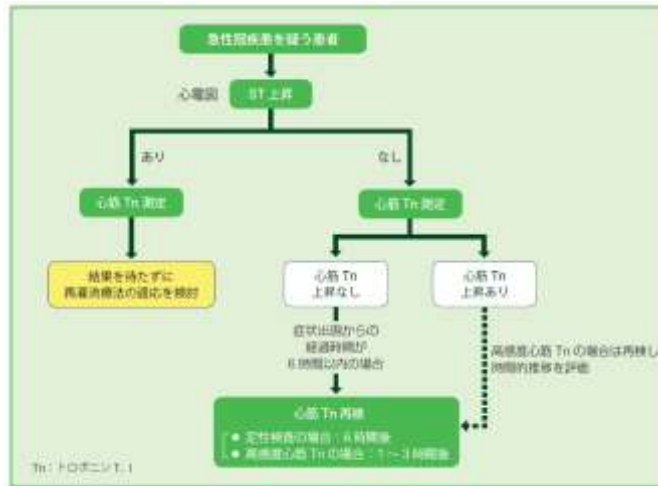 急性冠疾患を疑う患者
心電図
ST 上昇
あり
なし
心筋 Tn 測定
心筋 Tn 測定
結果を待たずに
再灌流療法の適応を検討
心筋 Tn
上昇なし
心筋 Tn
上昇あり
症状出現からの
経過時間が
6 時間以内の場合
高感度心筋 Tn の場合は再検し
時間的推移を評価
心筋 Tn 再検
● 定性検査の場合：6 時間後
● 高感度心筋 Tn の場合：1～3 時間後
Tn：トロポニン T、I